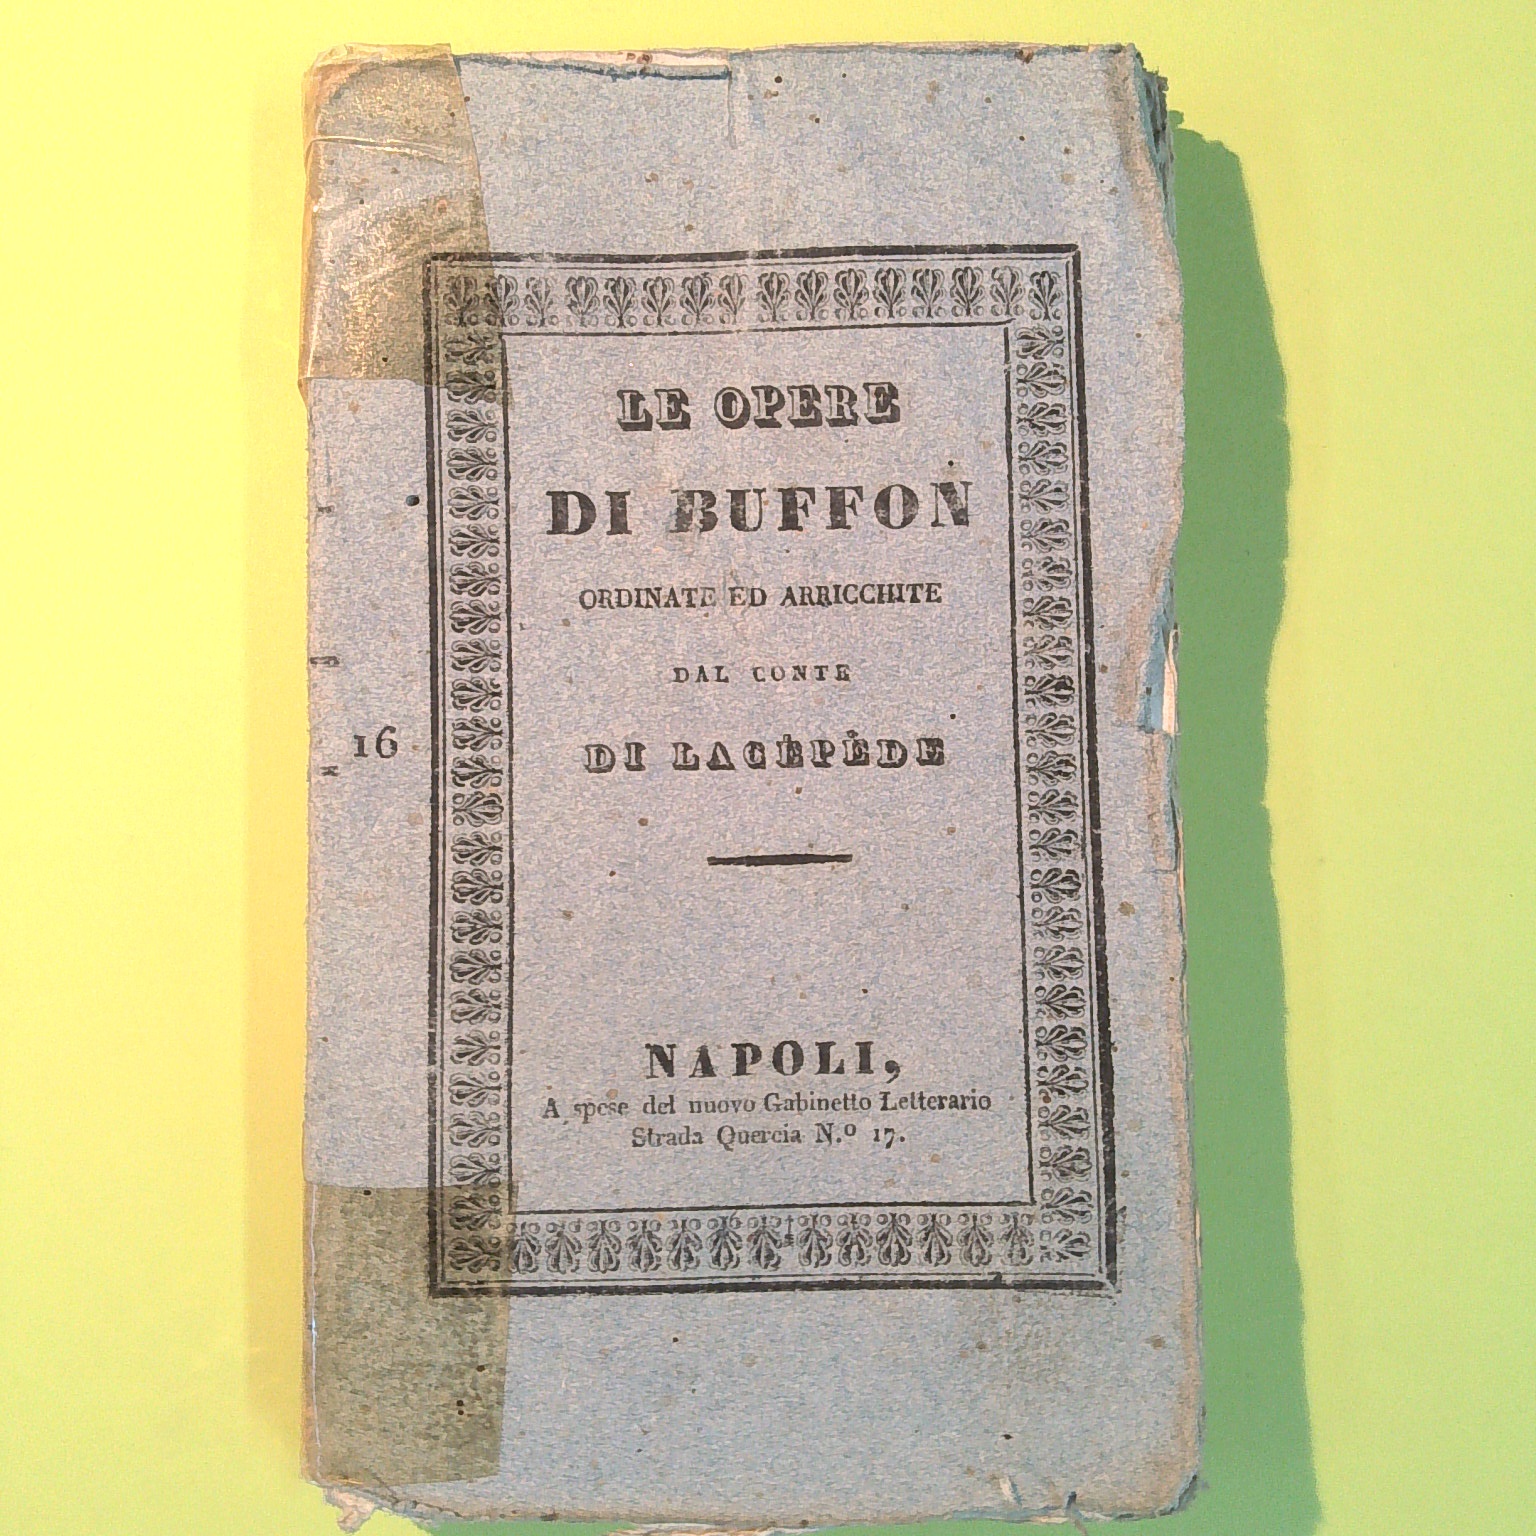 LE OPERE
DI BUFFON
ORDINATE ED ARRICCHITE
DAL CONTE
DI LACÈPÈDE
16
NAPOLI,
A spese del nuovo Gabinetto Letterario
Strada Quercia N.º 17.